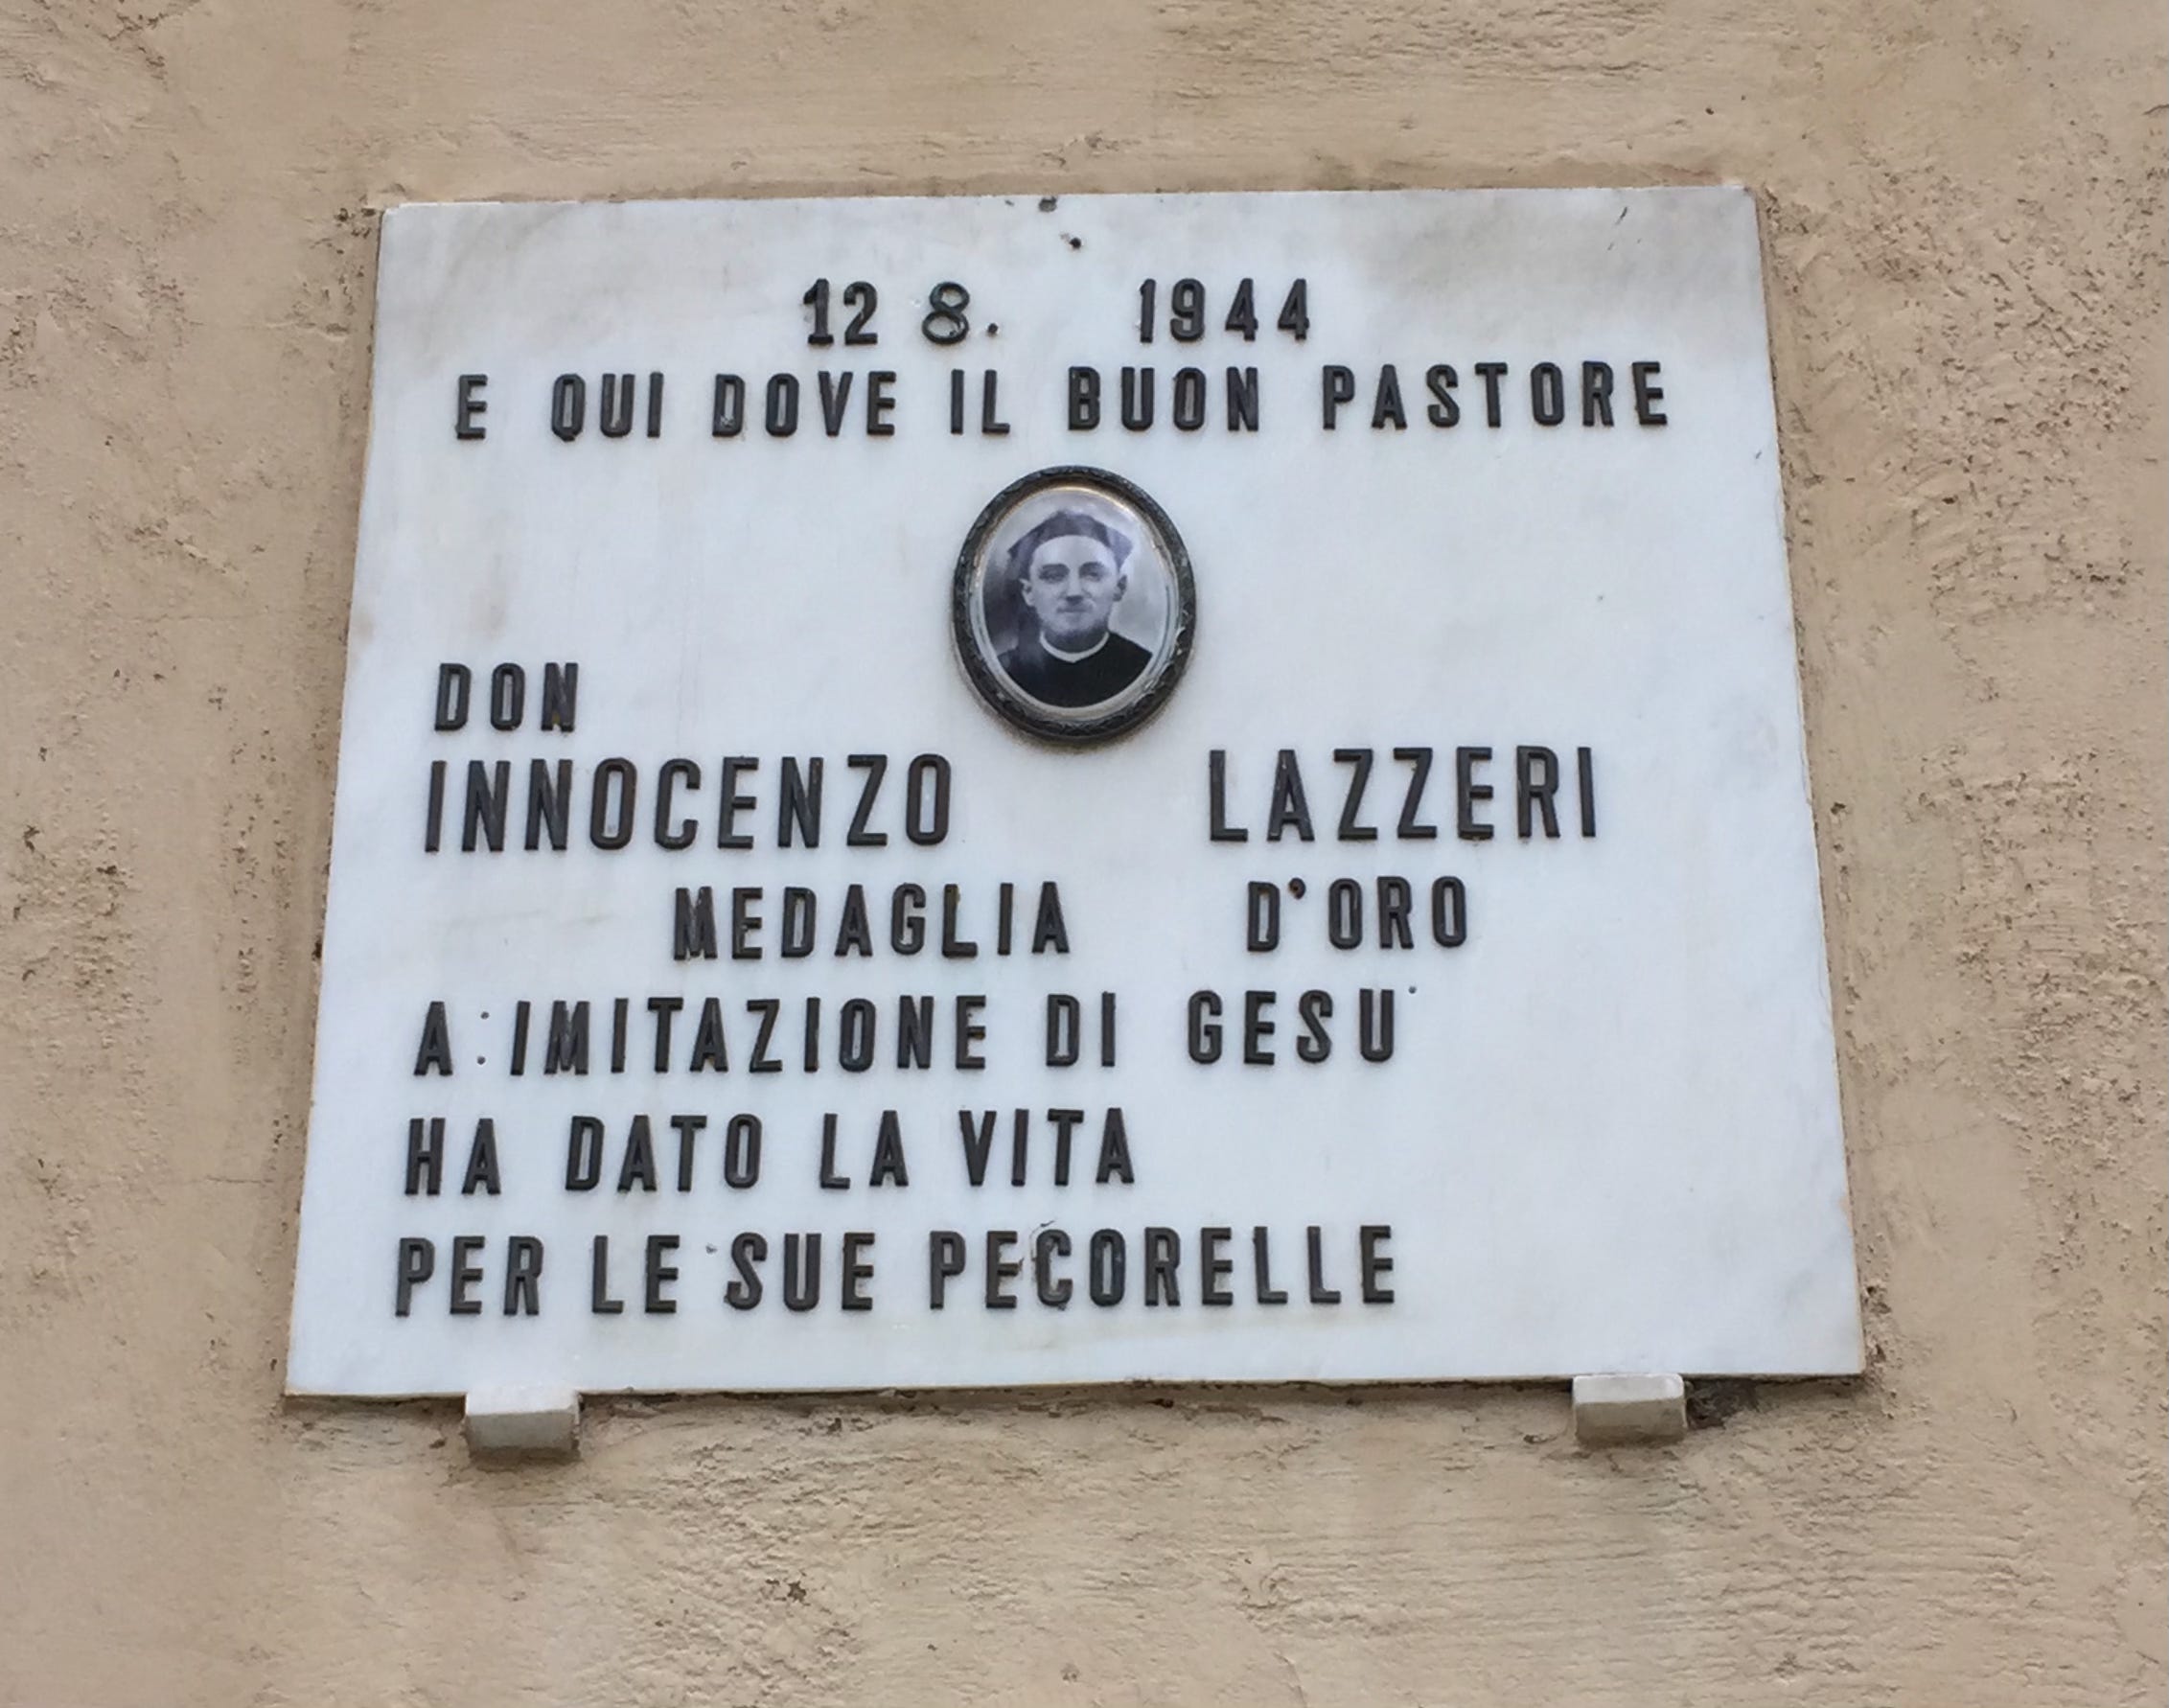 12 8. 1944
E QUI DOVE IL BUON PASTORE
DON
INNOCENZO LAZZERI
MEDAGLIA D'ORO
A IMITAZIONE DI GESU
HA DATO LA VITA
PER LE SUE PECORELLE